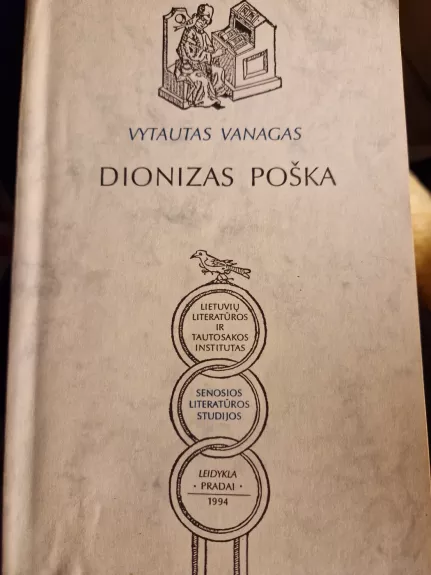 VYTAUTAS VANAGAS
DIONIZAS POŠKA
LIETUVIŲ
LITERATŪROS
IR
TAUTOSAKOS
INSTITUTAS
SENOSIOS
LITERATŪROS
STUDIJOS
LEIDYKLA
· PRADAI ·
1994